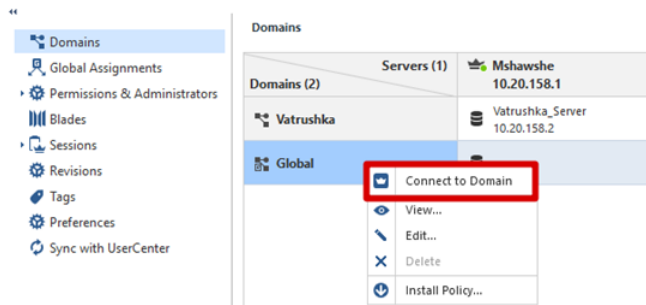 Domains
Global Assignments
Permissions & Administrators
Blades
Sessions
Revisions
Tags
Preferences
Sync with UserCenter
Domains
Servers (1)
Domains (2)
Mshawshe
10.20.158.1
Vatrushka
Vatrushka_Server
10.20.158.2
Global
Connect to Domain
View...
Edit...
Delete
Install Policy...